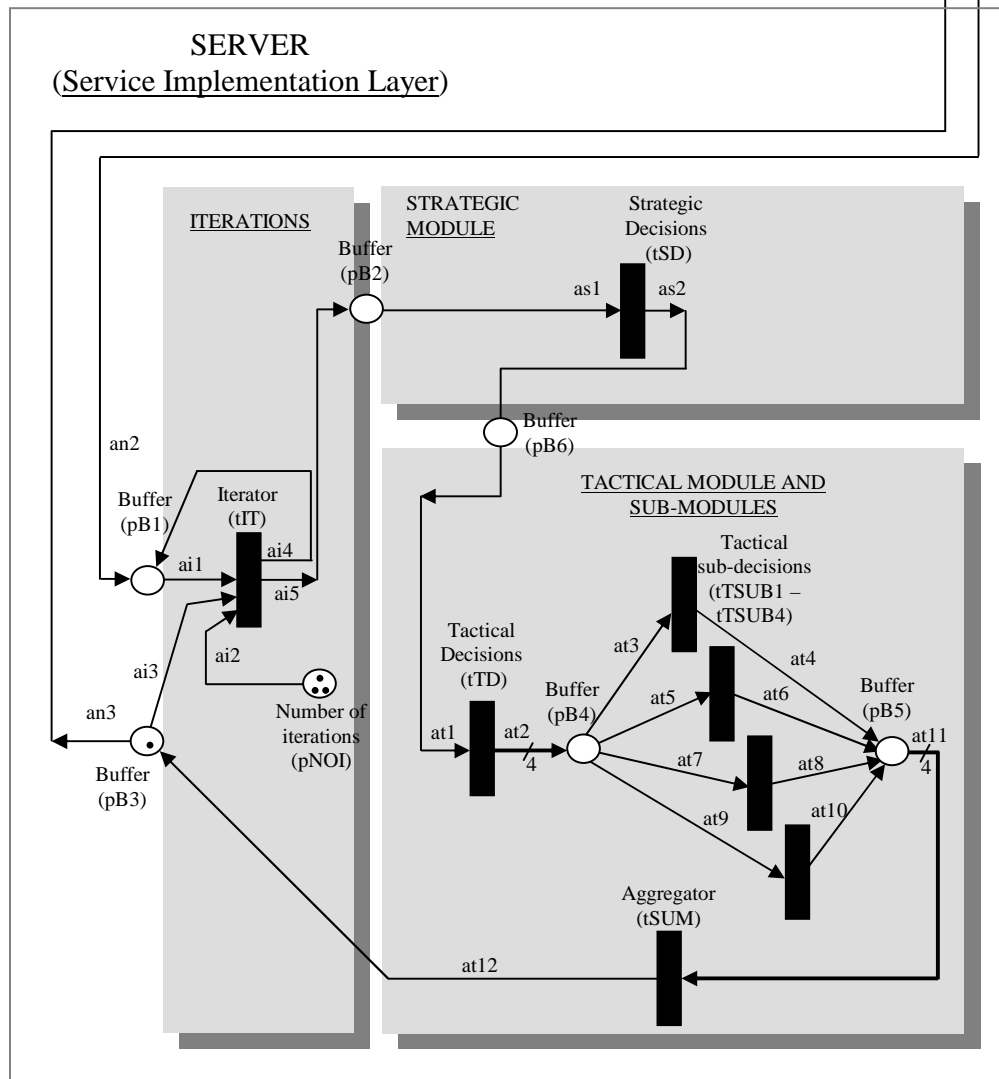 SERVER
(Service Implementation Layer)
ITERATIONS
STRATEGIC
MODULE
Strategic
Decisions
(tSD)
Buffer
(pB2)
as1
as2
Buffer
(pB6)
an2
TACTICAL MODULE AND
SUB-MODULES
Buffer
(pB1)
Iterator
(tIT)
ai4
ai1
ai5
Tactical
sub-decisions
(tTSUB1 –
tTSUB4)
ai2
ai3
Tactical
Decisions
(tTD)
at3
at4
Buffer
(pB4)
at5
at6
Buffer
(pB5)
an3
Number of
iterations
(pNOI)
at1
at2
4
at7
at8
at11
4
Buffer
(pB3)
at9
at10
Aggregator
(tSUM)
at12